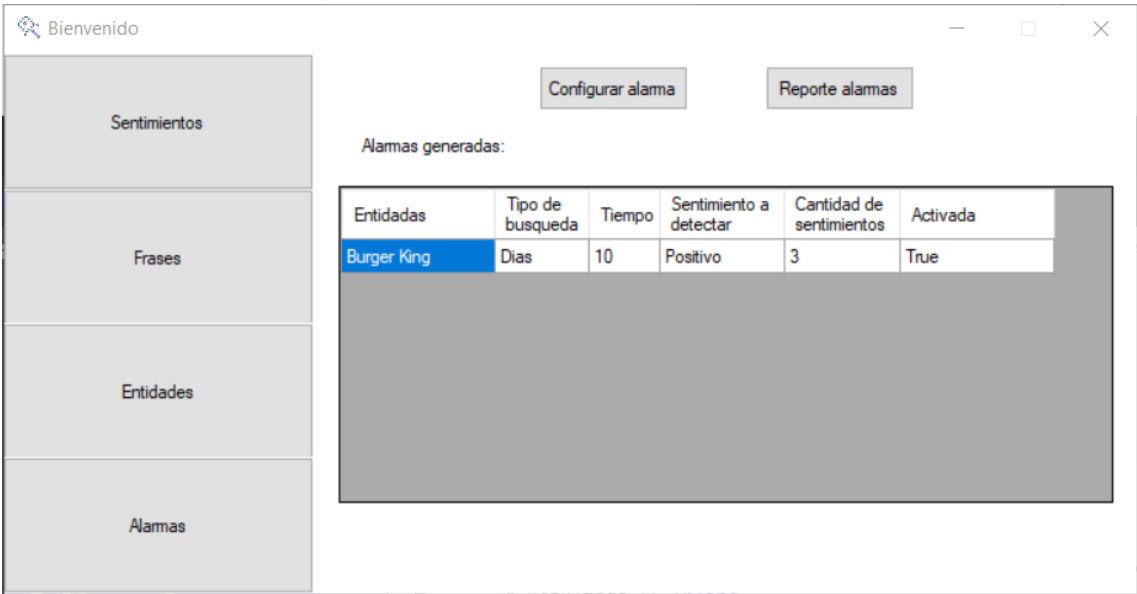 Bienvenido
Sentimientos
Frases
Entidades
Alarmas
Configurar alarma
Reporte alarmas
Alarmas generadas:
Entidadas Tipo de busqueda Tiempo Sentimiento a detectar Cantidad de sentimientos Activada
Burger King Dias 10 Positivo 3 True